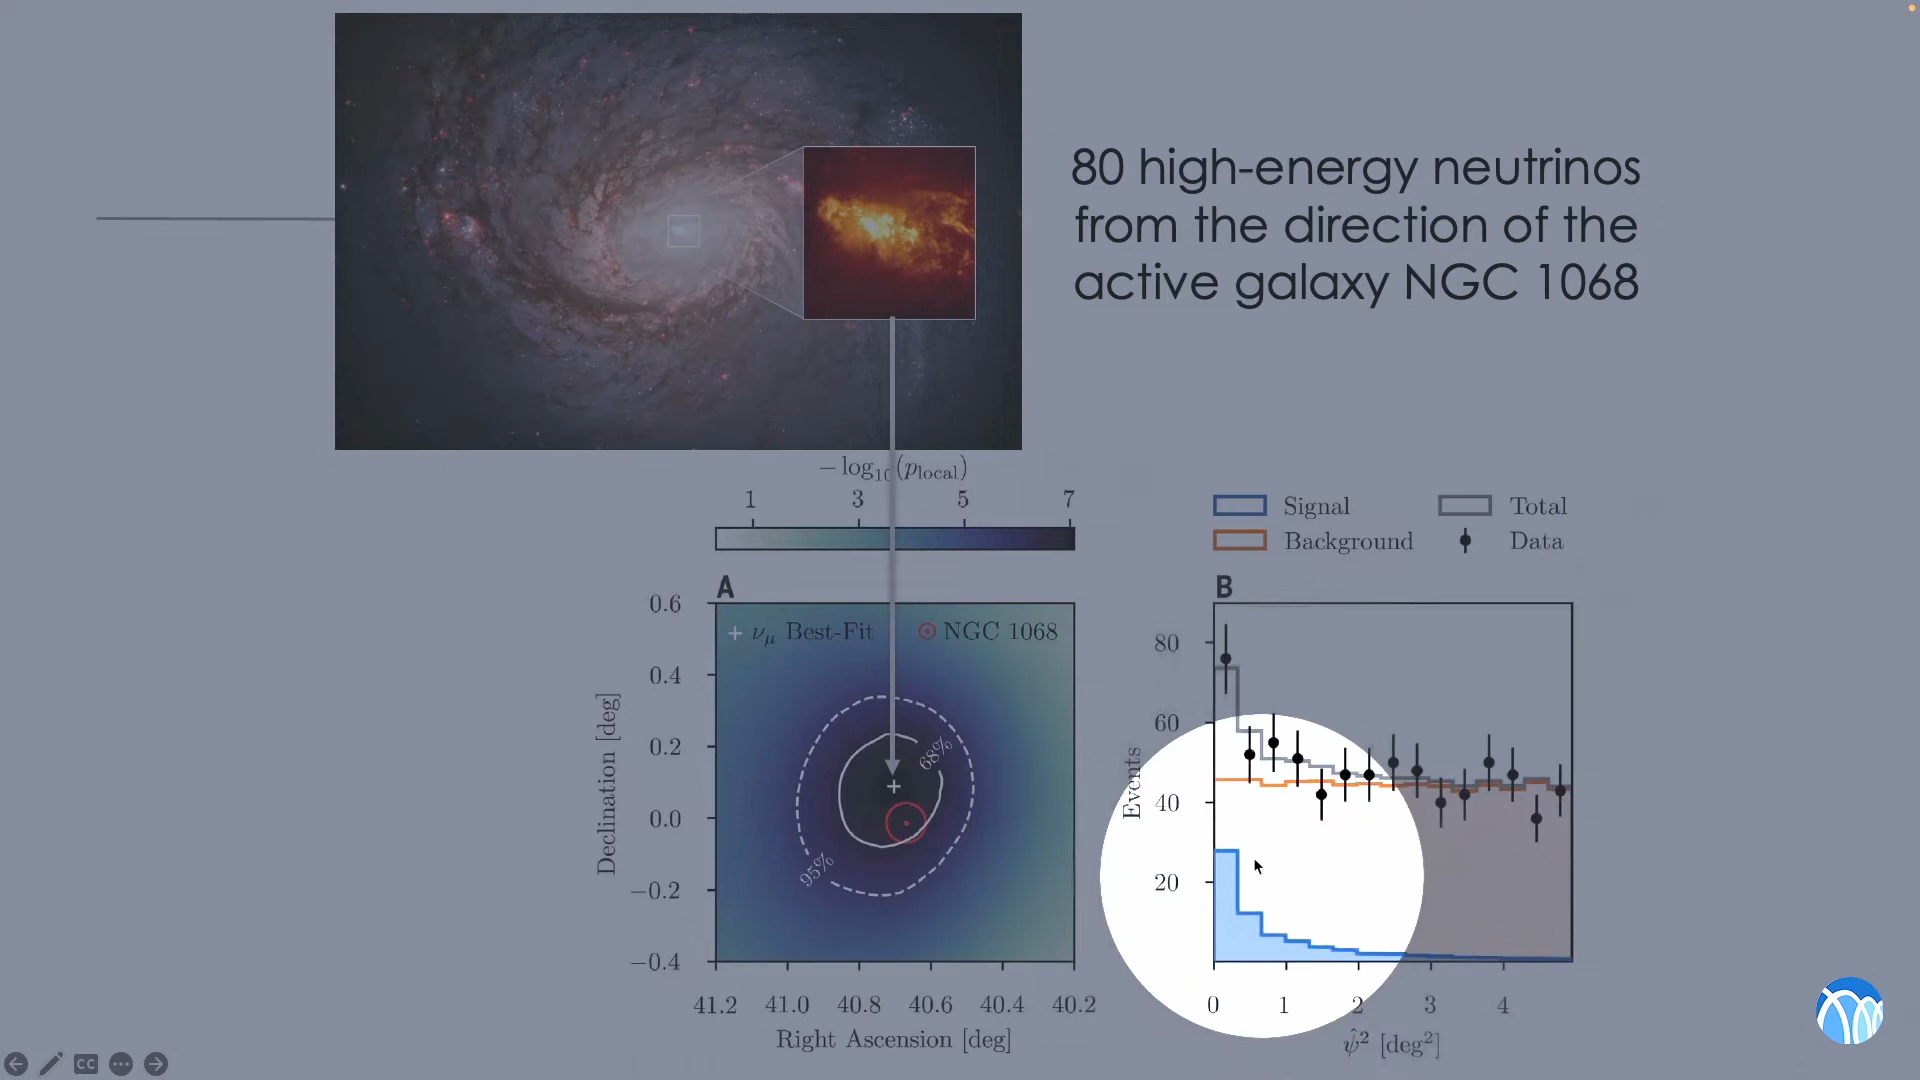 80 high-energy neutrinos
from the direction of the
active galaxy NGC 1068
− log₁₀(p_local)
1 3 5 7
A
+ ν_μ Best-Fit ⊙ NGC 1068
68%
95%
0.6
0.4
0.2
0.0
−0.2
−0.4
Declination [deg]
41.2 41.0 40.8 40.6 40.4 40.2
Right Ascension [deg]
Signal Total
Background Data
B
80
60
40
20
Events
0 1 2 3 4
ψ̂² [deg²]
CC